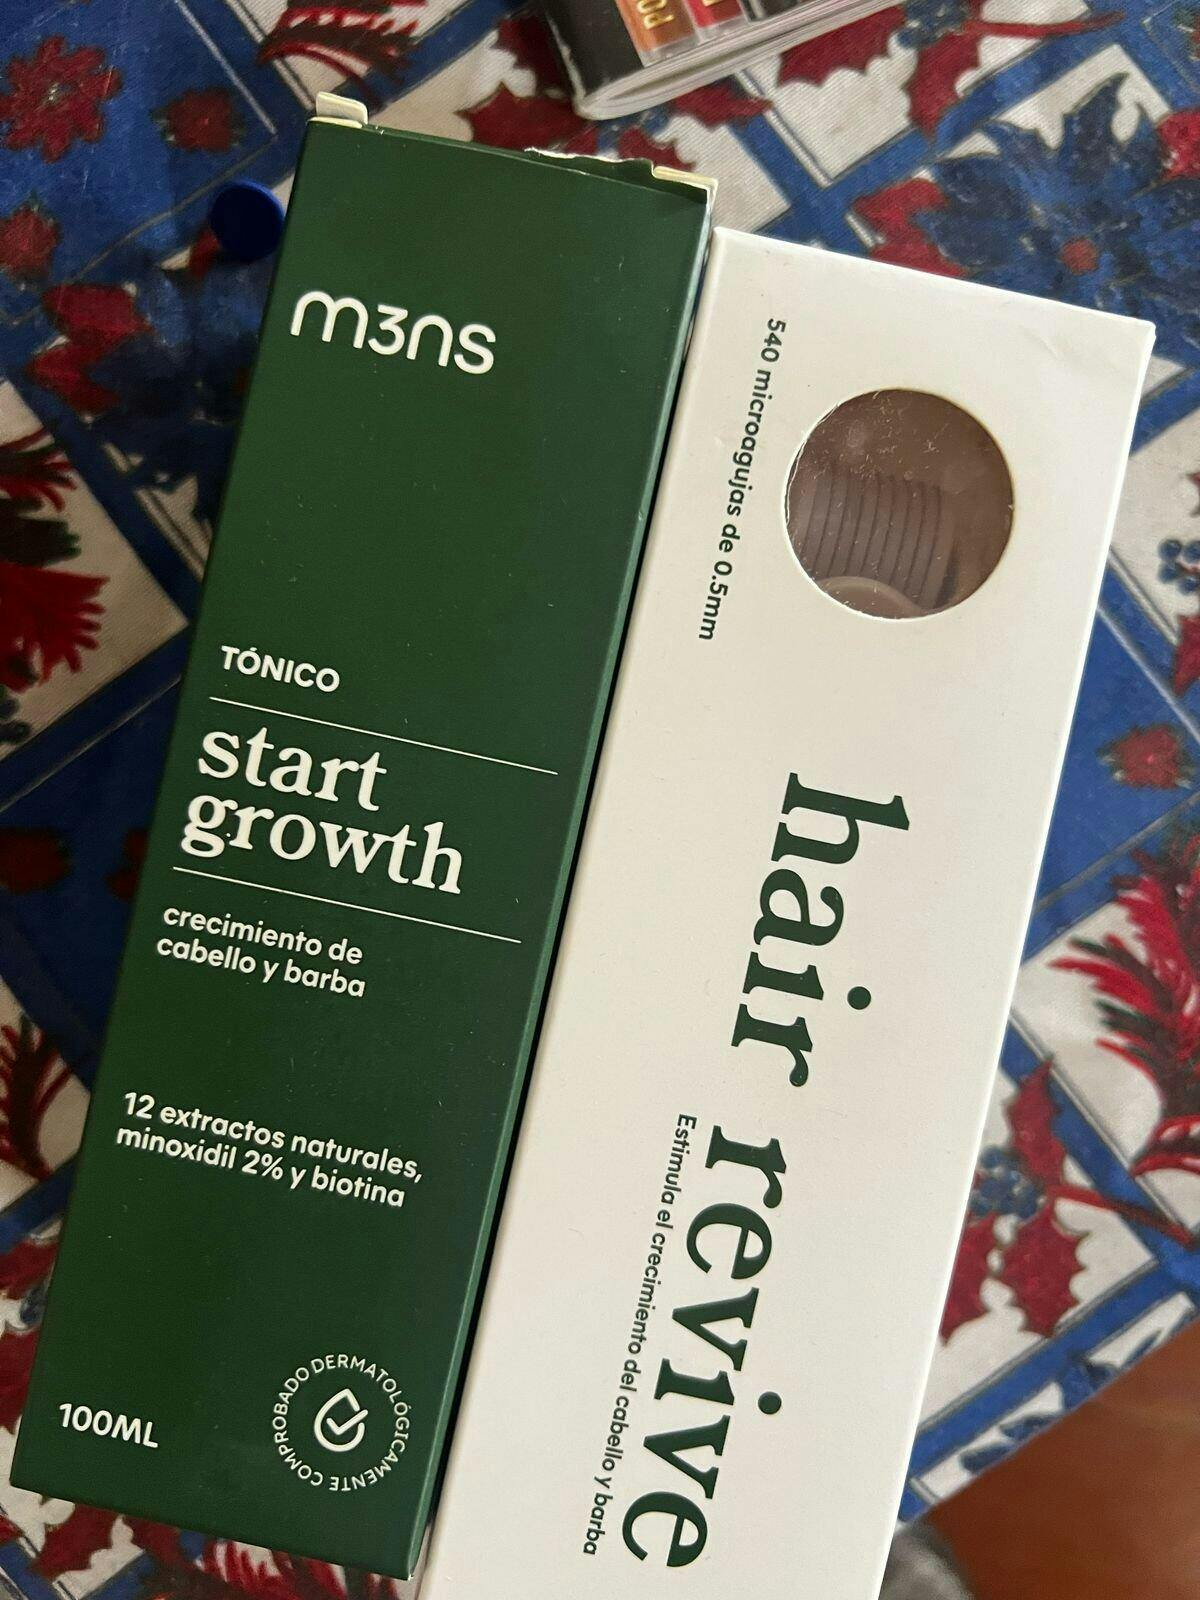 m3ns
TÓNICO
start
growth
crecimiento de
cabello y barba
12 extractos naturales,
minoxidil 2% y biotina
100ML
COMPROBADO DERMATOLÓGICAMENTE
540 microagujas de 0.5mm
hair revive
Estimula el crecimiento del cabello y barba